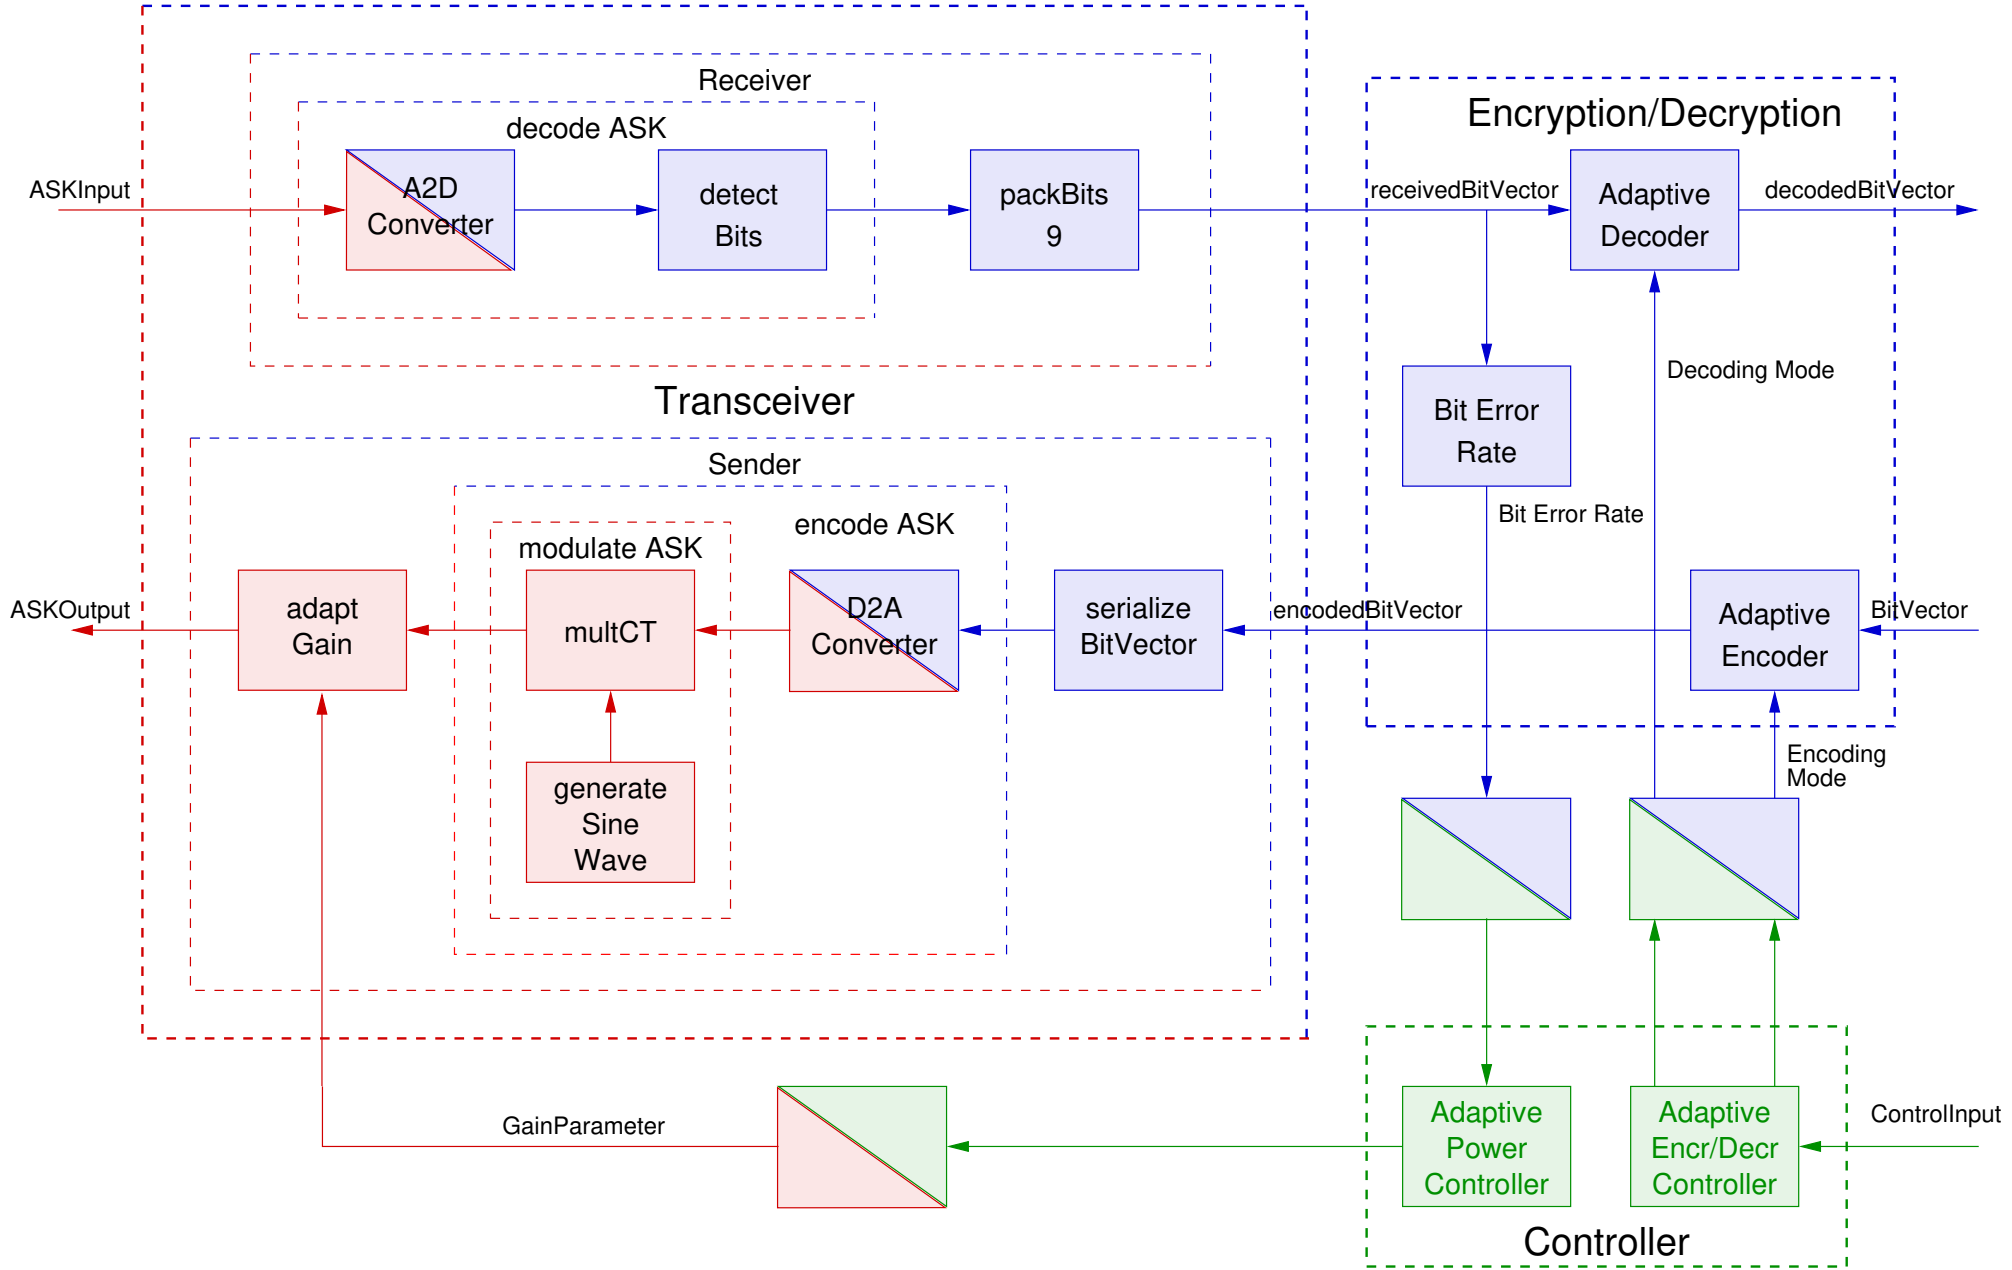 Receiver
decode ASK
Encryption/Decryption
ASKInput
A2D
Converter
detect
Bits
packBits
9
receivedBitVector
Adaptive
Decoder
decodedBitVector
Transceiver
Decoding Mode
Bit Error
Rate
Sender
encode ASK
modulate ASK
Bit Error Rate
ASKOutput
adapt
Gain
multCT
D2A
Converter
serialize
BitVector
encodedBitVector
Adaptive
Encoder
BitVector
generate
Sine
Wave
Encoding
Mode
GainParameter
Adaptive
Power
Controller
Adaptive
Encr/Decr
Controller
ControlInput
Controller